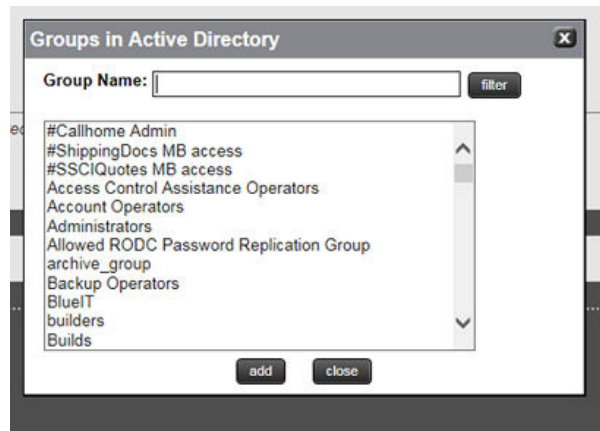 Groups in Active Directory
Group Name:
filter
#Callhome Admin
#ShippingDocs MB access
#SSCIQuotes MB access
Access Control Assistance Operators
Account Operators
Administrators
Allowed RODC Password Replication Group
archive_group
Backup Operators
BlueIT
builders
Builds
add close